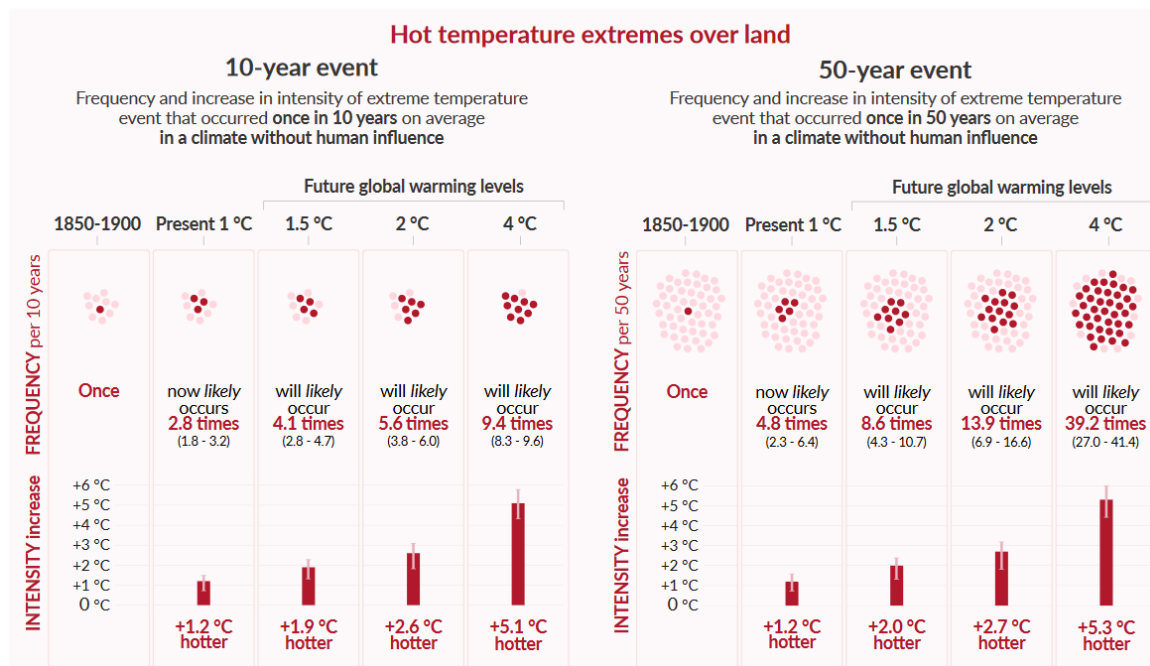 Hot temperature extremes over land
10-year event
Frequency and increase in intensity of extreme temperature
event that occurred once in 10 years on average
in a climate without human influence
Future global warming levels
1850-1900 Present 1 °C 1.5 °C 2 °C 4 °C
FREQUENCY per 10 years
Once
now likely occurs 2.8 times (1.8 - 3.2)
will likely occur 4.1 times (2.8 - 4.7)
will likely occur 5.6 times (3.8 - 6.0)
will likely occur 9.4 times (8.3 - 9.6)
INTENSITY increase
+6 °C
+5 °C
+4 °C
+3 °C
+2 °C
+1 °C
0 °C
+1.2 °C hotter
+1.9 °C hotter
+2.6 °C hotter
+5.1 °C hotter
50-year event
Frequency and increase in intensity of extreme temperature
event that occurred once in 50 years on average
in a climate without human influence
Future global warming levels
1850-1900 Present 1 °C 1.5 °C 2 °C 4 °C
FREQUENCY per 50 years
Once
now likely occurs 4.8 times (2.3 - 6.4)
will likely occur 8.6 times (4.3 - 10.7)
will likely occur 13.9 times (6.9 - 16.6)
will likely occur 39.2 times (27.0 - 41.4)
INTENSITY increase
+6 °C
+5 °C
+4 °C
+3 °C
+2 °C
+1 °C
0 °C
+1.2 °C hotter
+2.0 °C hotter
+2.7 °C hotter
+5.3 °C hotter